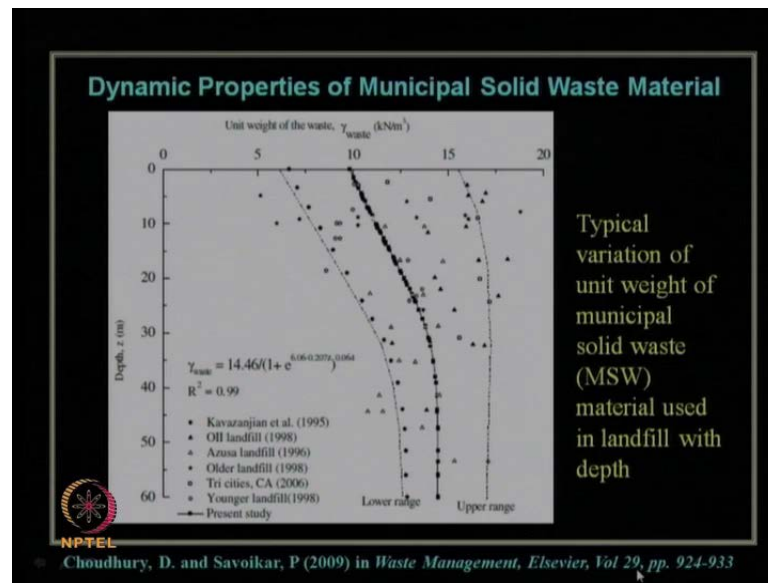 Dynamic Properties of Municipal Solid Waste Material
Unit weight of the waste, γwaste (kN/m³)
0 5 10 15 20
0
10
20
30
40
50
60
Depth, z (m)
γwaste = 14.46/(1+ e
R² = 0.99
Kavazanjian et al. (1995)
OII landfill (1998)
Azusa landfill (1996)
Older landfill (1998)
Tri cities, CA (2006)
Younger landfill(1998)
Present study
Lower range
Upper range
Typical
variation of
unit weight of
municipal
solid waste
(MSW)
material used
in landfill with
depth
NPTEL
Choudhury, D. and Savoikar, P (2009) in Waste Management, Elsevier, Vol 29, pp. 924-933